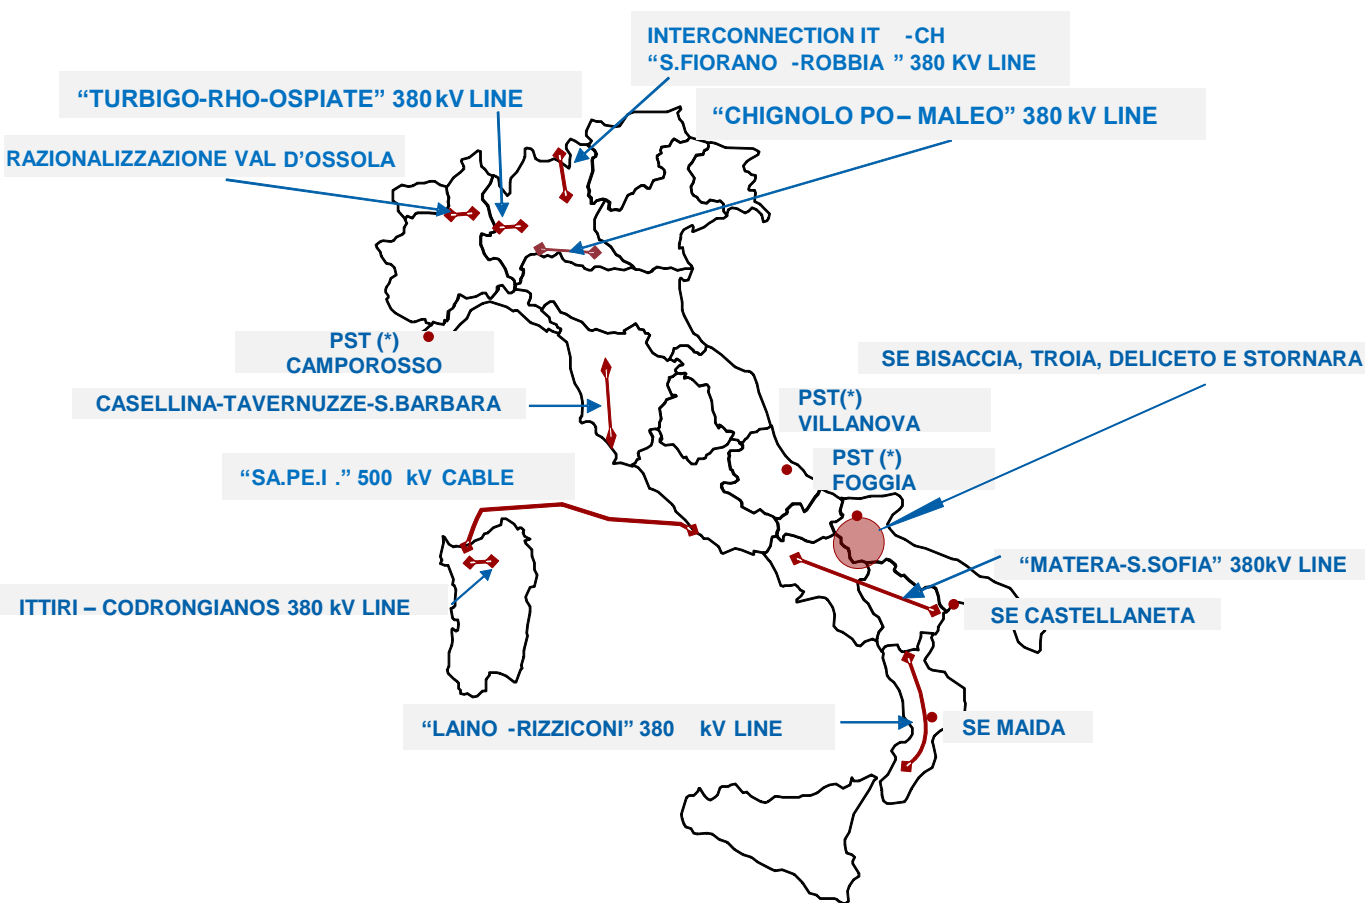 INTERCONNECTION IT -CH
“S.FIORANO -ROBBIA ” 380 KV LINE
“TURBIGO-RHO-OSPIATE” 380 kV LINE
“CHIGNOLO PO – MALEO” 380 kV LINE
RAZIONALIZZAZIONE VAL D’OSSOLA
PST (*)
CAMPOROSSO
SE BISACCIA, TROIA, DELICETO E STORNARA
CASELLINA-TAVERNUZZE-S.BARBARA
PST(*)
VILLANOVA
PST (*)
FOGGIA
“SA.PE.I .” 500 kV CABLE
“MATERA-S.SOFIA” 380kV LINE
ITTIRI – CODRONGIANOS 380 kV LINE
SE CASTELLANETA
“LAINO -RIZZICONI” 380 kV LINE
SE MAIDA